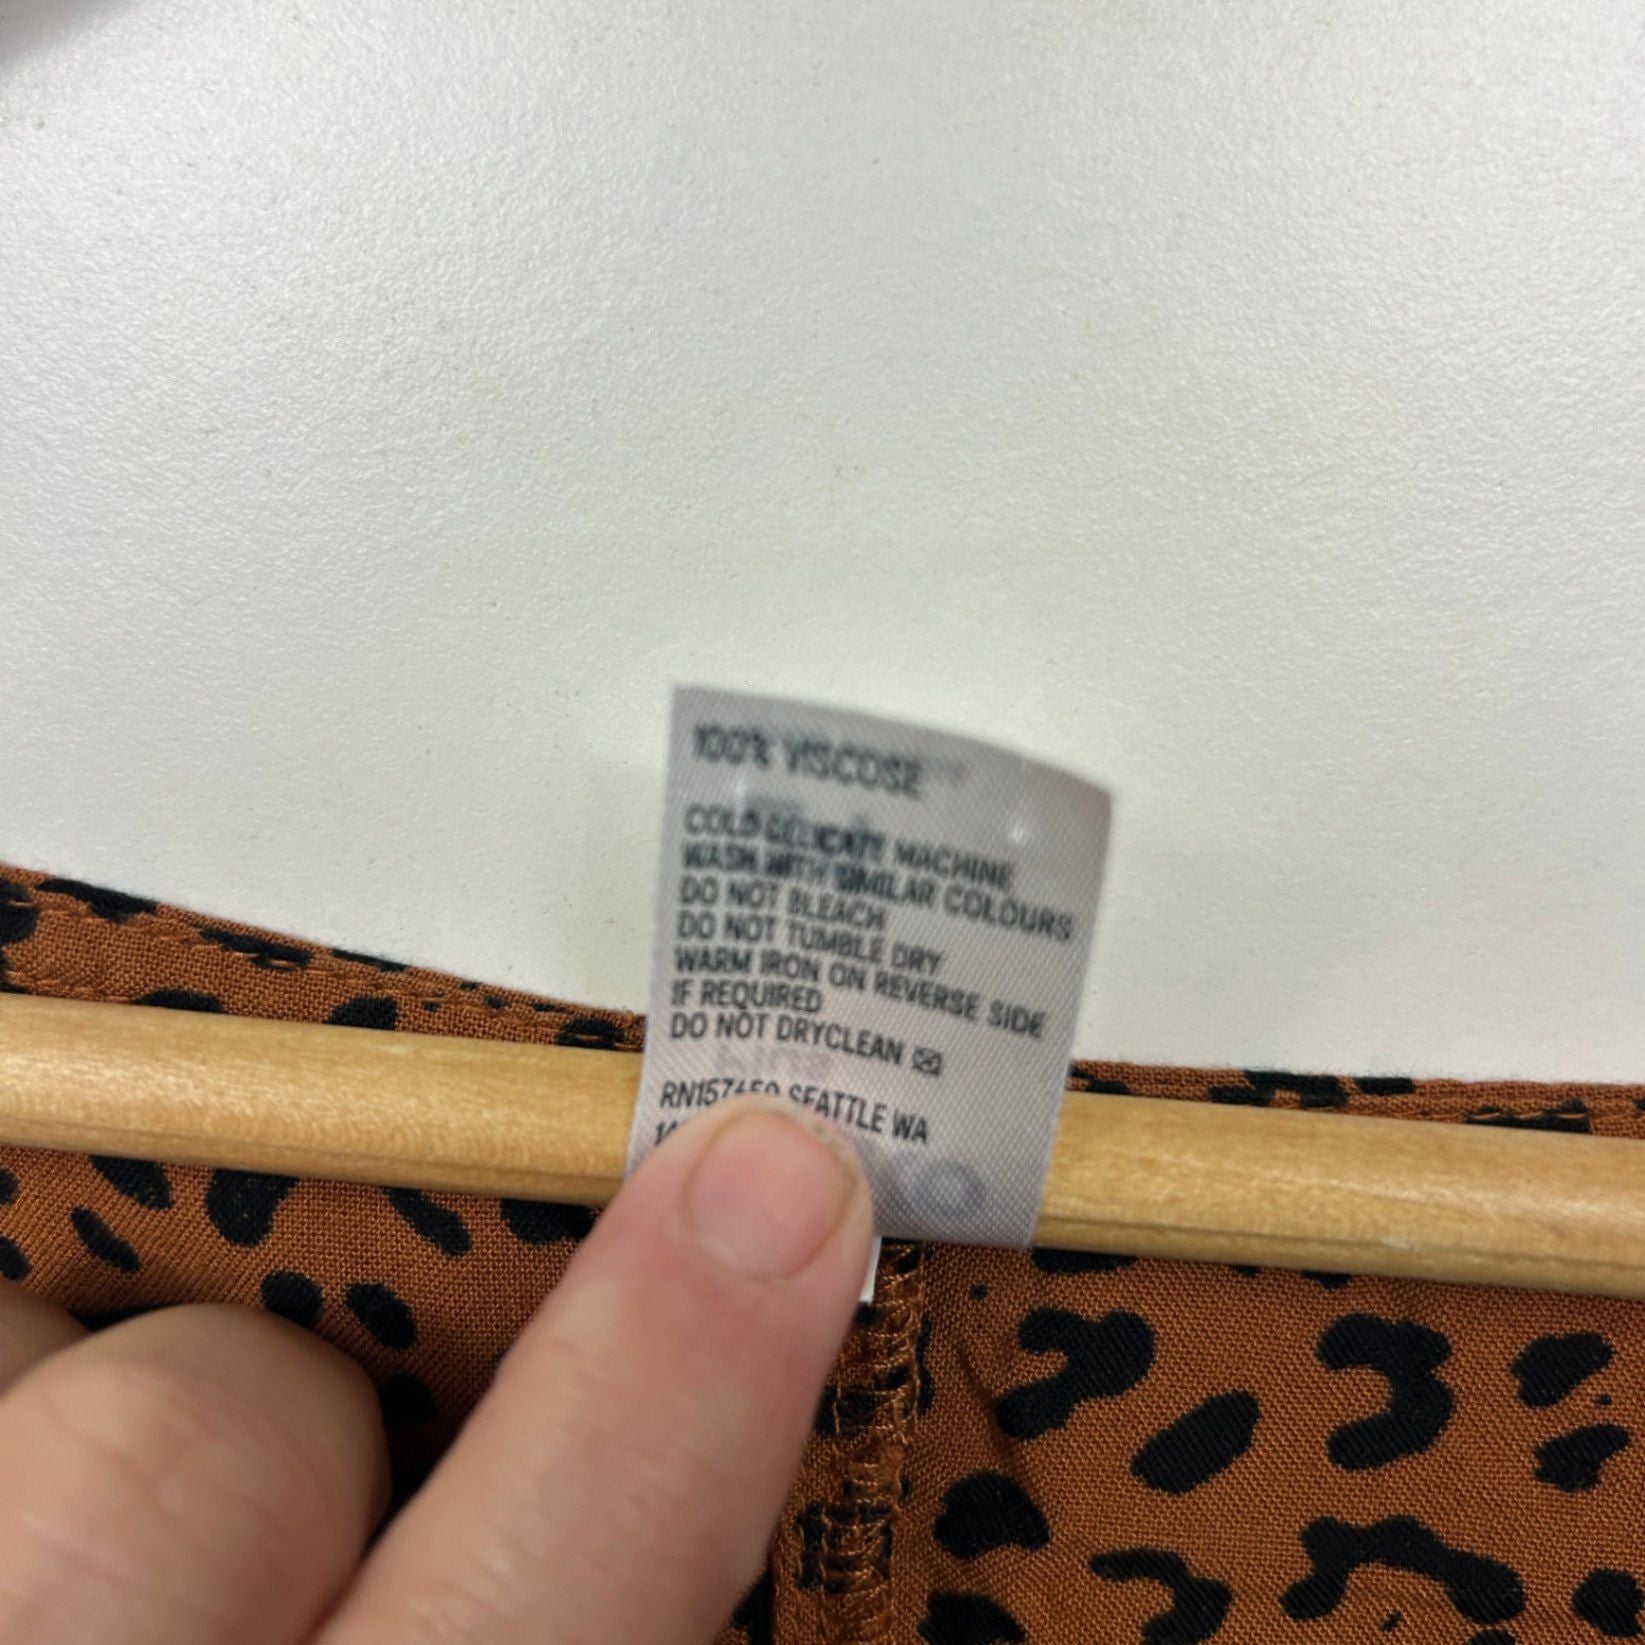 100% VISCOSE
COLD DELICATE MACHINE
WASH WITH SIMILAR COLOURS
DO NOT BLEACH
DO NOT TUMBLE DRY
WARM IRON ON REVERSE SIDE
IF REQUIRED
DO NOT DRYCLEAN
SEATTLE WA